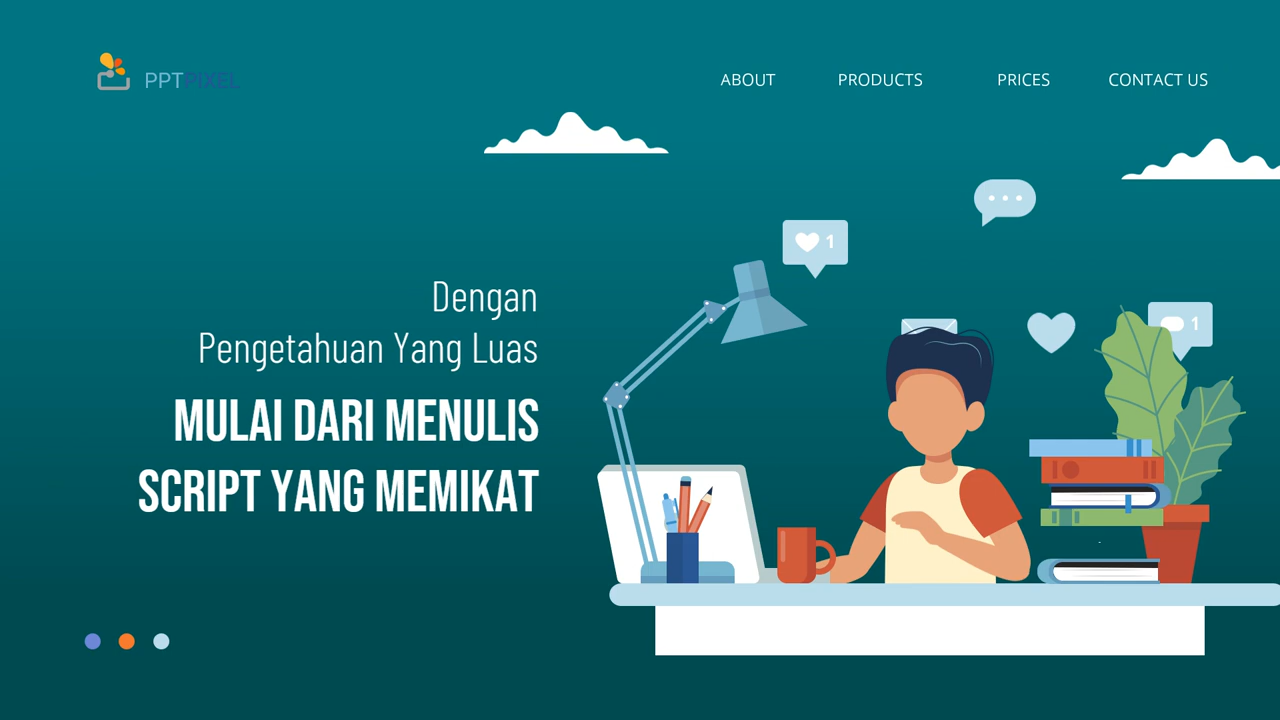 PPTPIXEL
ABOUT PRODUCTS PRICES CONTACT US
1
1
Dengan
Pengetahuan Yang Luas
MULAI DARI MENULIS
SCRIPT YANG MEMIKAT